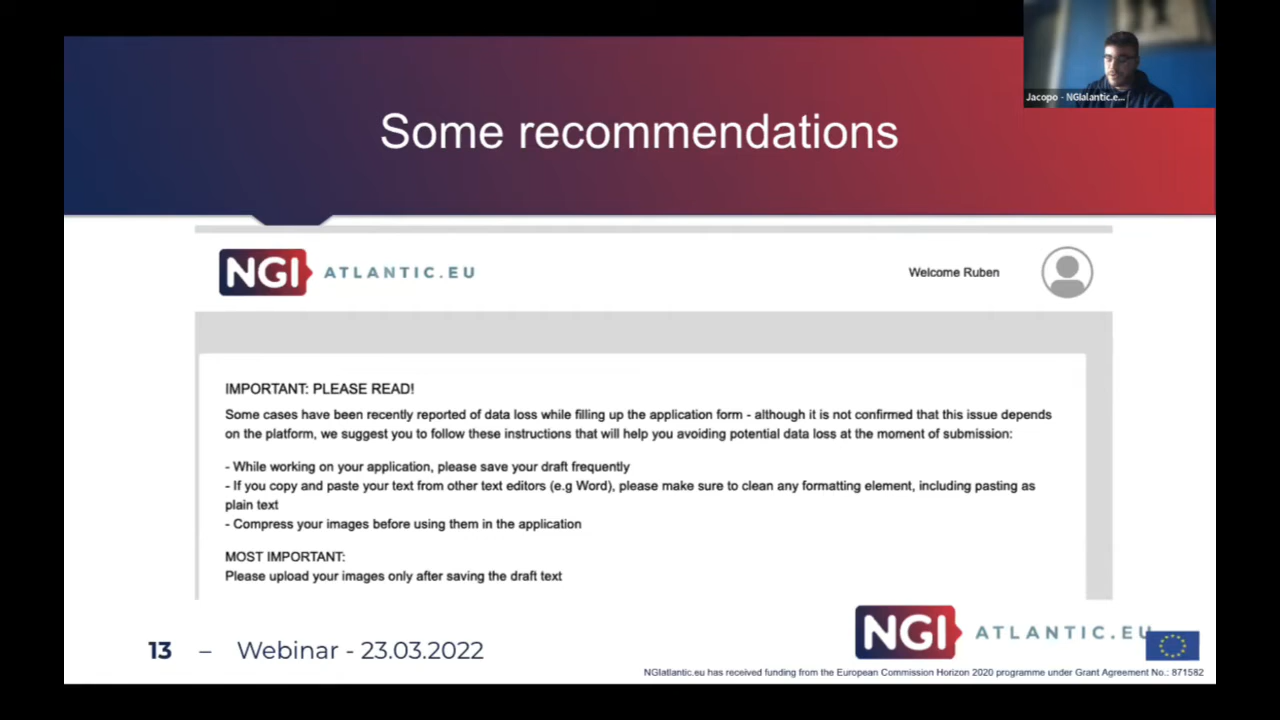 Jacopo - NGIalantic.e...
Some recommendations
NGI ATLANTIC.EU
Welcome Ruben
IMPORTANT: PLEASE READ!
Some cases have been recently reported of data loss while filling up the application form - although it is not confirmed that this issue depends
on the platform, we suggest you to follow these instructions that will help you avoiding potential data loss at the moment of submission:
- While working on your application, please save your draft frequently
- If you copy and paste your text from other text editors (e.g Word), please make sure to clean any formatting element, including pasting as
plain text
- Compress your images before using them in the application
MOST IMPORTANT:
Please upload your images only after saving the draft text
NGI ATLANTIC.EU
13 – Webinar - 23.03.2022
NGIatlantic.eu has received funding from the European Commission Horizon 2020 programme under Grant Agreement No.: 871582